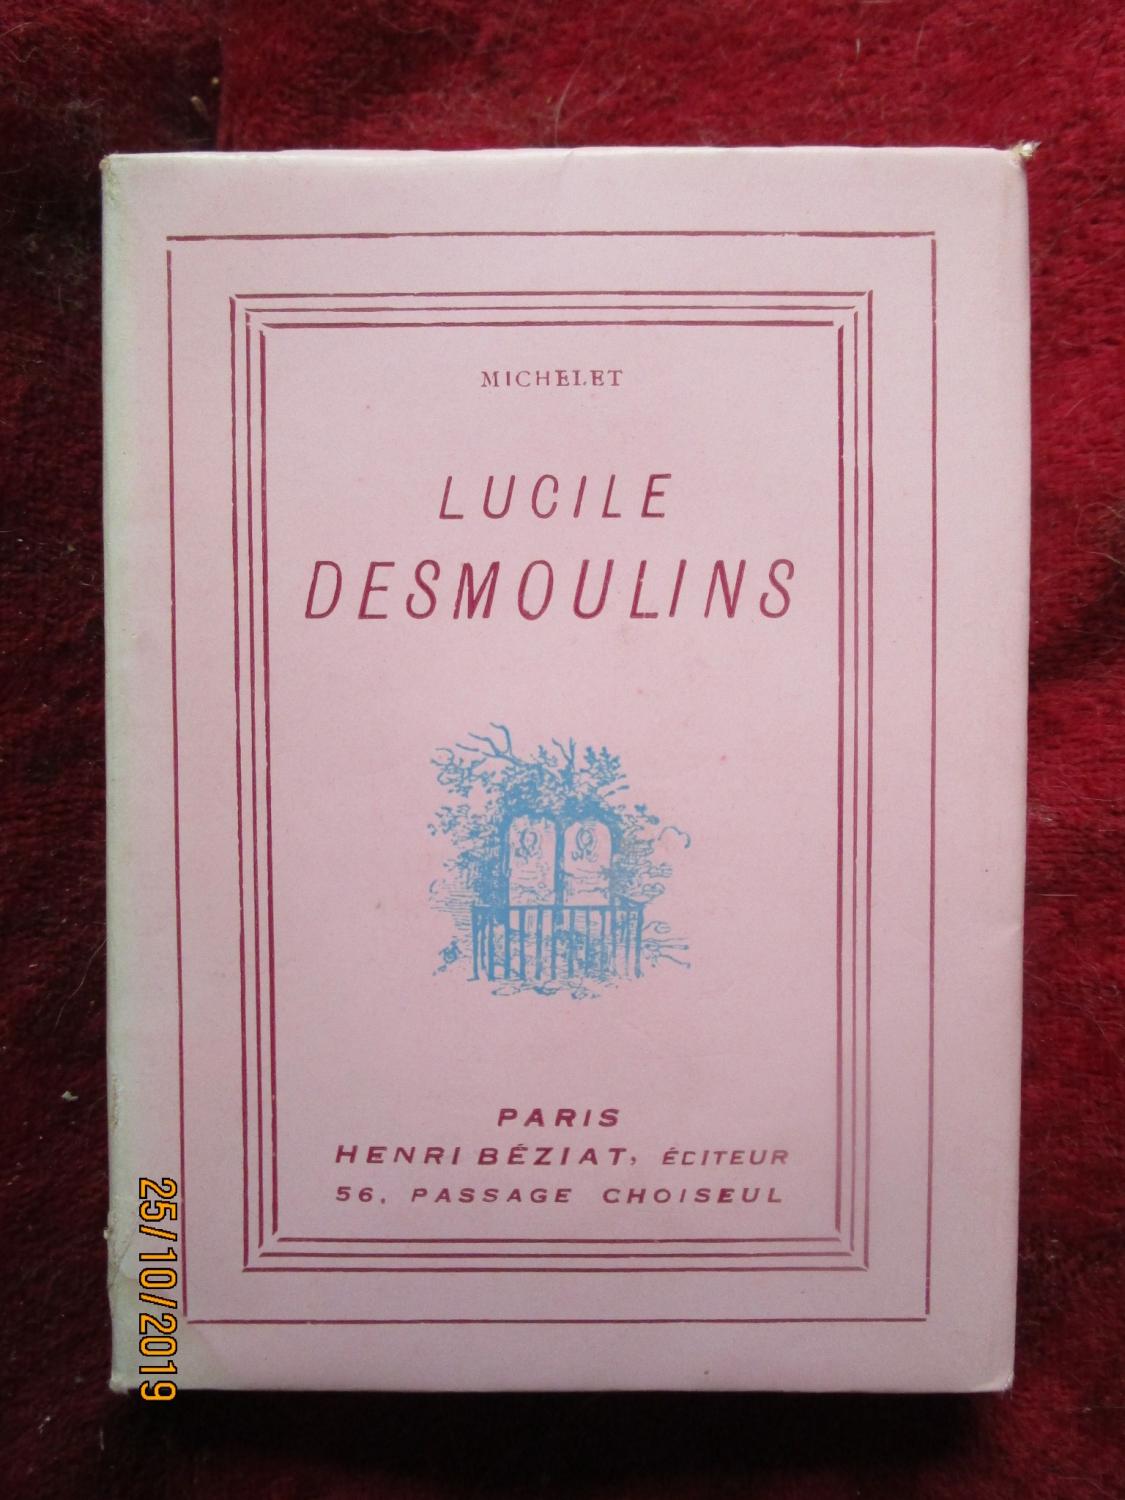 MICHELET
LUCILE
DESMOULINS
PARIS
HENRI BÉZIAT, ÉDITEUR
56, PASSAGE CHOISEUL
25/10/2019